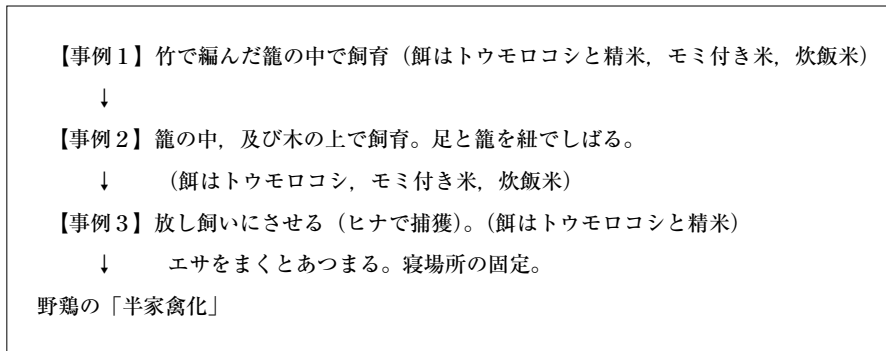 【事例1】竹で編んだ籠の中で飼育（餌はトウモロコシと精米，モミ付き米，炊飯米）
↓
【事例2】籠の中，及び木の上で飼育。足と籠を紐でしばる。
↓ （餌はトウモロコシ，モミ付き米，炊飯米）
【事例3】放し飼いにさせる（ヒナで捕獲）。（餌はトウモロコシと精米）
↓ エサをまくとあつまる。寝場所の固定。
野鶏の「半家禽化」